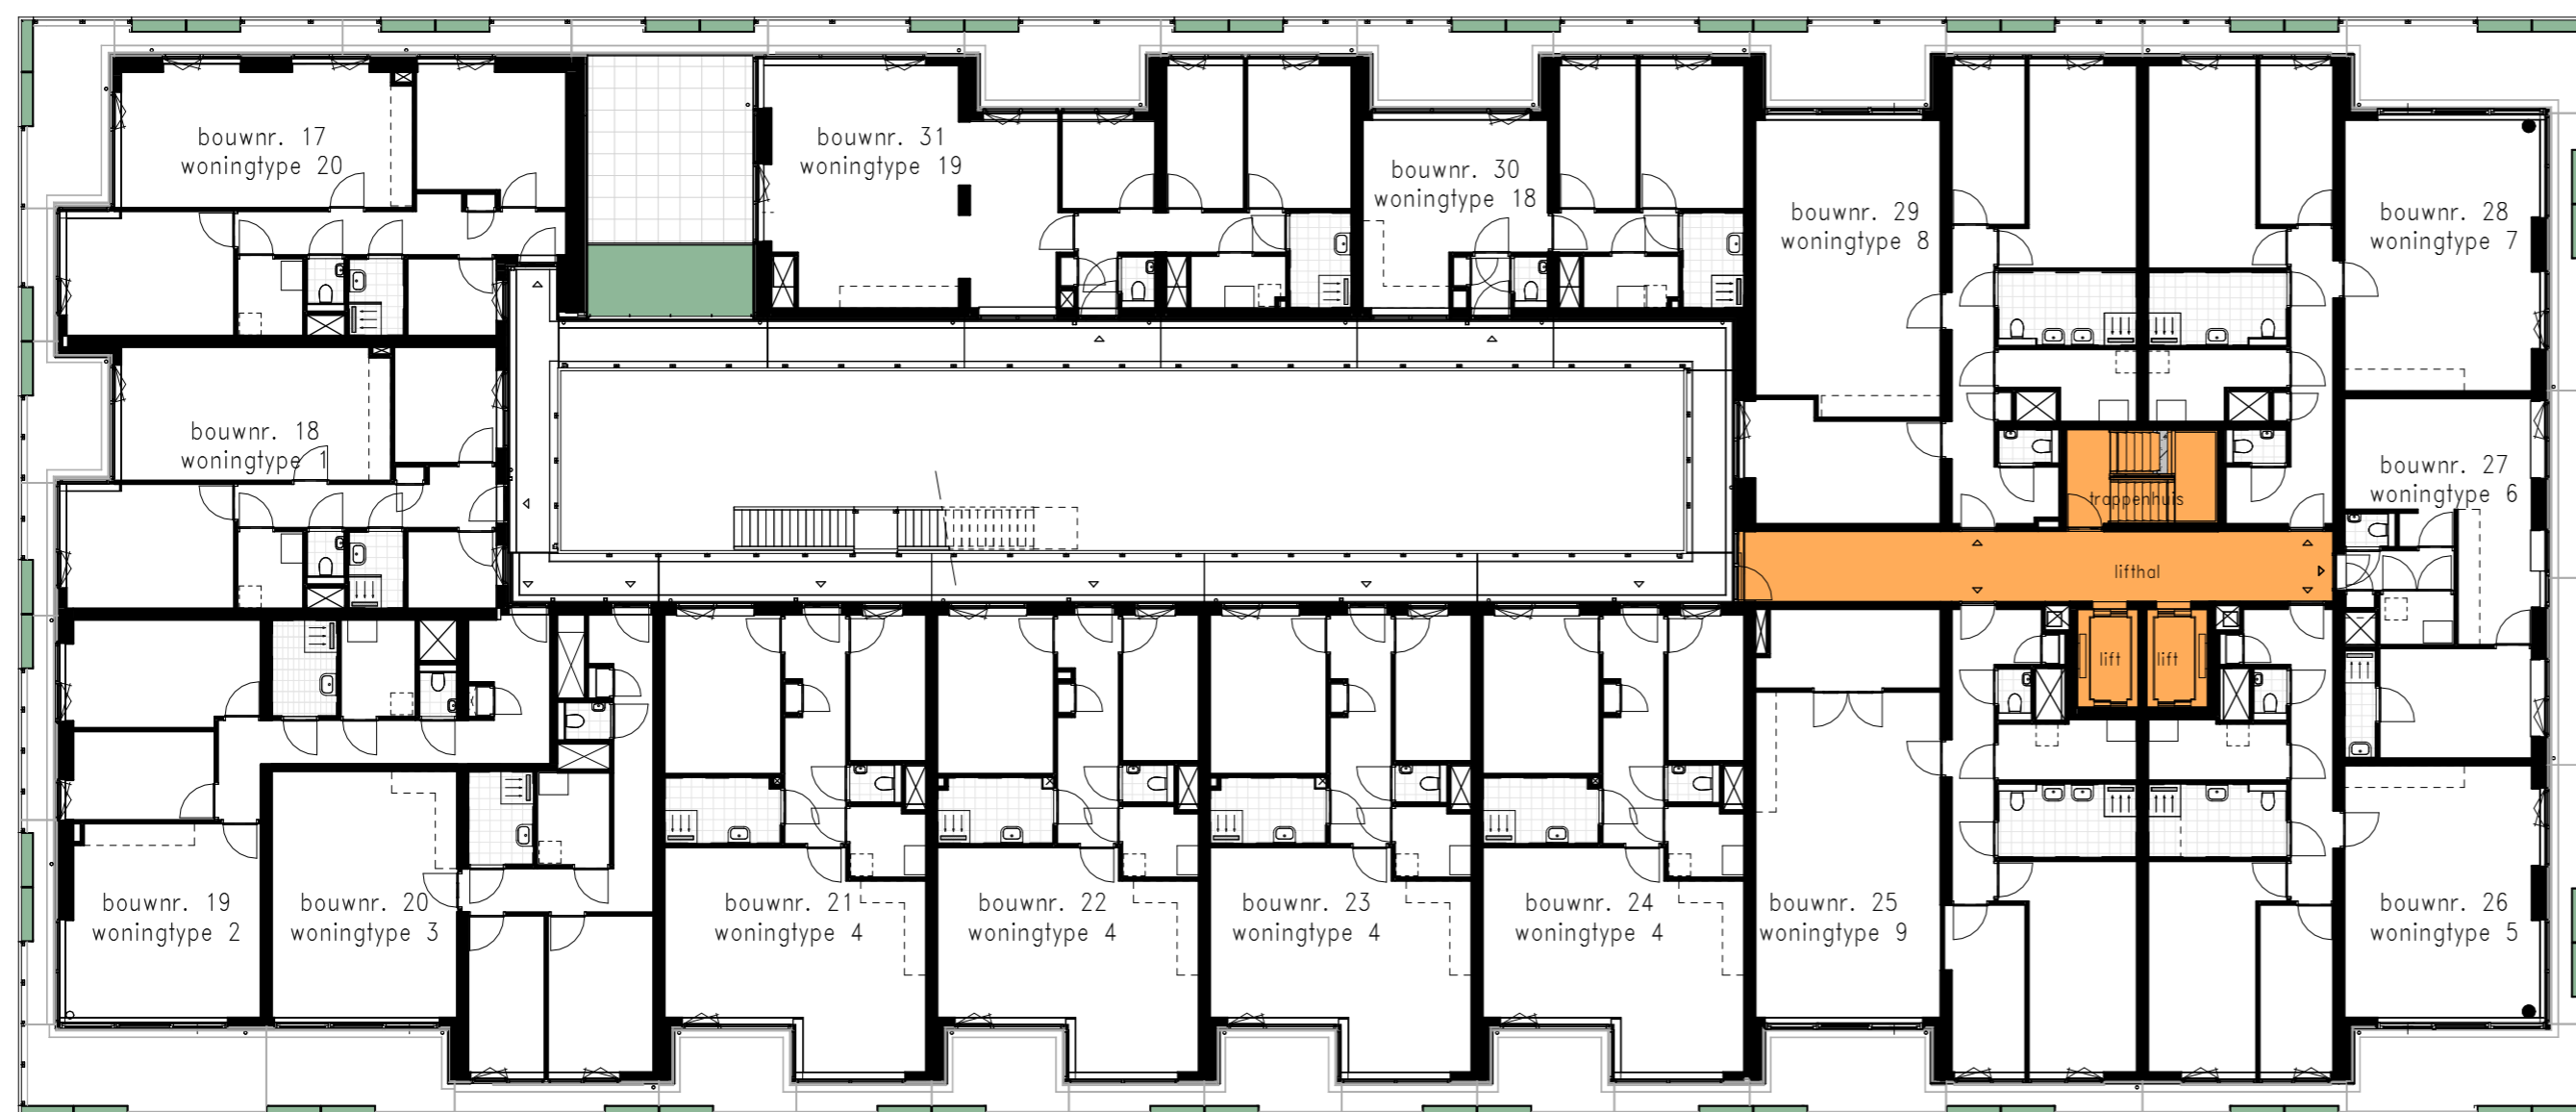 bouwnr. 17
woningtype 20
bouwnr. 31
woningtype 19
bouwnr. 30
woningtype 18
bouwnr. 29
woningtype 8
bouwnr. 28
woningtype 7
bouwnr. 18
woningtype 1
bouwnr. 27
woningtype 6
trappenhuis
lifthal
lift
lift
bouwnr. 19
woningtype 2
bouwnr. 20
woningtype 3
bouwnr. 21
woningtype 4
bouwnr. 22
woningtype 4
bouwnr. 23
woningtype 4
bouwnr. 24
woningtype 4
bouwnr. 25
woningtype 9
bouwnr. 26
woningtype 5